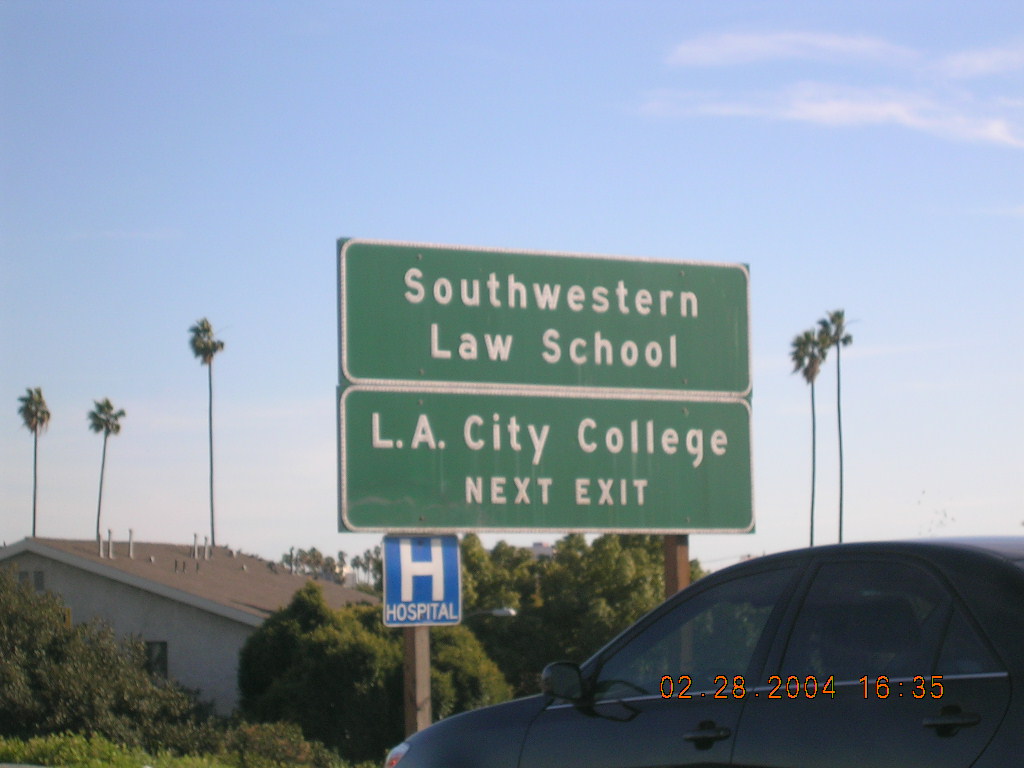 Southwestern
Law School
L.A. City College
NEXT EXIT
H
HOSPITAL
02.28.2004 16:35